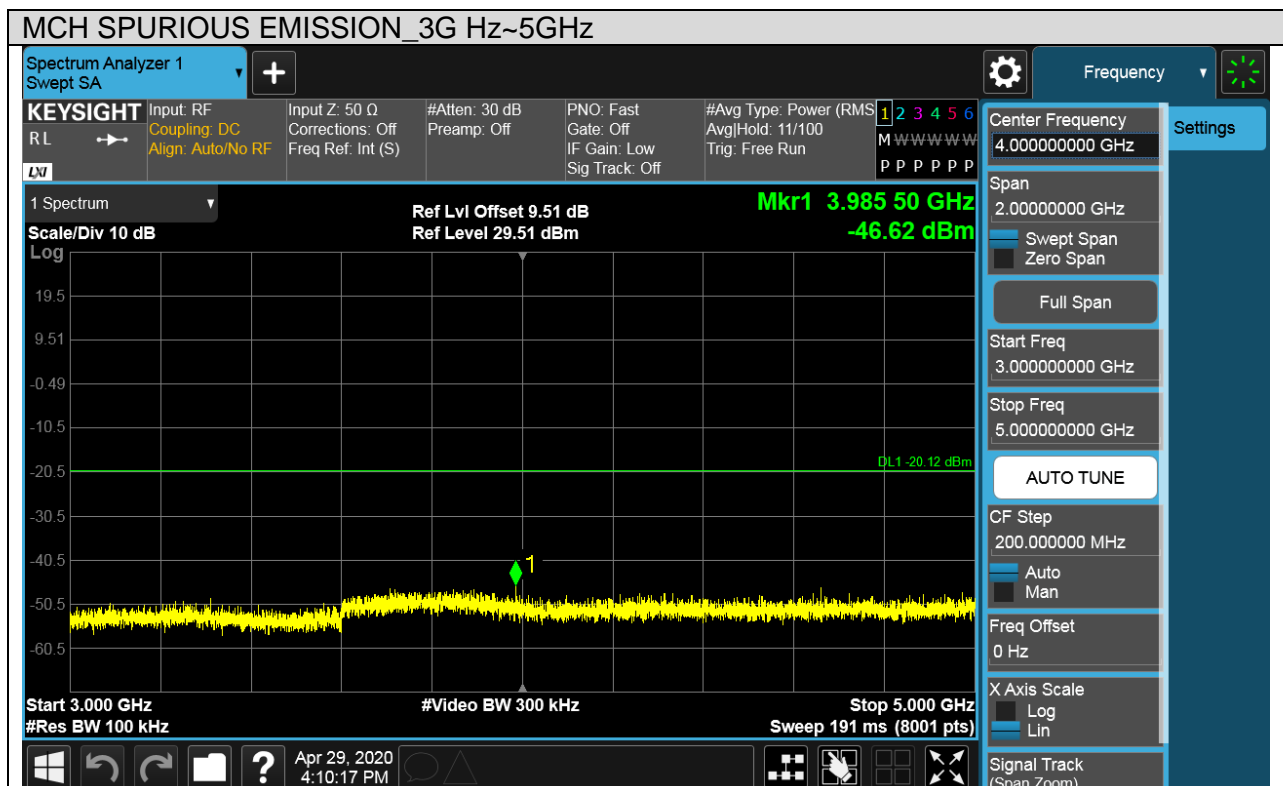 MCH SPURIOUS EMISSION_3G Hz~5GHz
Spectrum Analyzer 1
Swept SA
+
Frequency
KEYSIGHT
RL
LXI
Input: RF
Coupling: DC
Align: Auto/No RF
Input Z: 50 Ω
Corrections: Off
Freq Ref: Int (S)
#Atten: 30 dB
Preamp: Off
PNO: Fast
Gate: Off
IF Gain: Low
Sig Track: Off
#Avg Type: Power (RMS
Avg|Hold: 11/100
Trig: Free Run
1 2 3 4 5 6
M W W W W W
P P P P P P
Center Frequency
4.000000000 GHz
Settings
Span
2.00000000 GHz
Swept Span
Zero Span
Full Span
Start Freq
3.000000000 GHz
Stop Freq
5.000000000 GHz
AUTO TUNE
CF Step
200.000000 MHz
Auto
Man
Freq Offset
0 Hz
X Axis Scale
Log
Lin
Signal Track
(Span Zoom)
1 Spectrum
Scale/Div 10 dB
Log
Ref Lvl Offset 9.51 dB
Ref Level 29.51 dBm
Mkr1 3.985 50 GHz
-46.62 dBm
19.5
9.51
-0.49
-10.5
-20.5
DL1 -20.12 dBm
-30.5
-40.5
1
-50.5
-60.5
Start 3.000 GHz
#Video BW 300 kHz
Stop 5.000 GHz
#Res BW 100 kHz
Sweep 191 ms (8001 pts)
?
Apr 29, 2020
4:10:17 PM